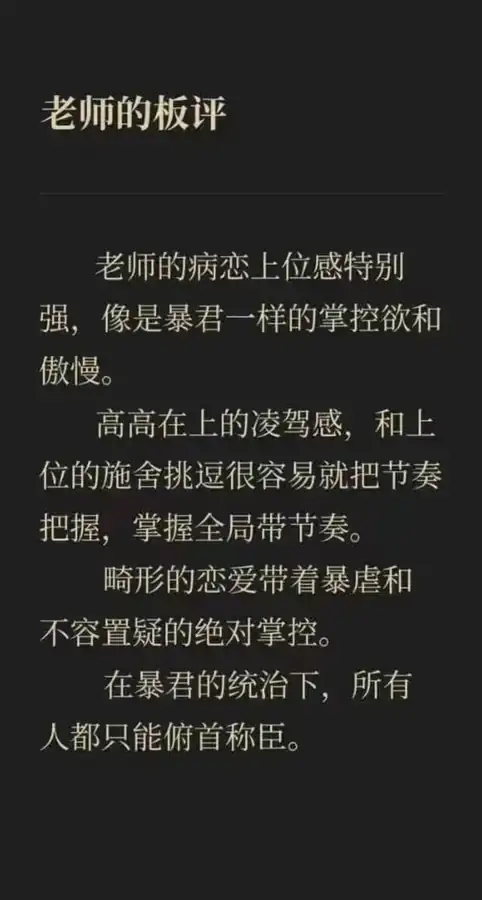 老师的板评
老师的病恋上位感特别
强，像是暴君一样的掌控欲和
傲慢。
高高在上的凌驾感，和上
位的施舍挑逗很容易就把节奏
把握，掌握全局带节奏。
畸形的恋爱带着暴虐和
不容置疑的绝对掌控。
在暴君的统治下，所有
人都只能俯首称臣。